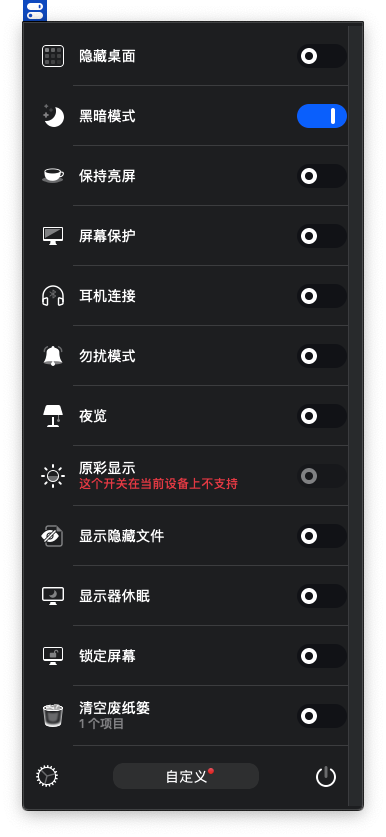 隐藏桌面
黑暗模式
保持亮屏
屏幕保护
耳机连接
勿扰模式
夜览
原彩显示
这个开关在当前设备上不支持
显示隐藏文件
显示器休眠
锁定屏幕
清空废纸篓
1 个项目
自定义